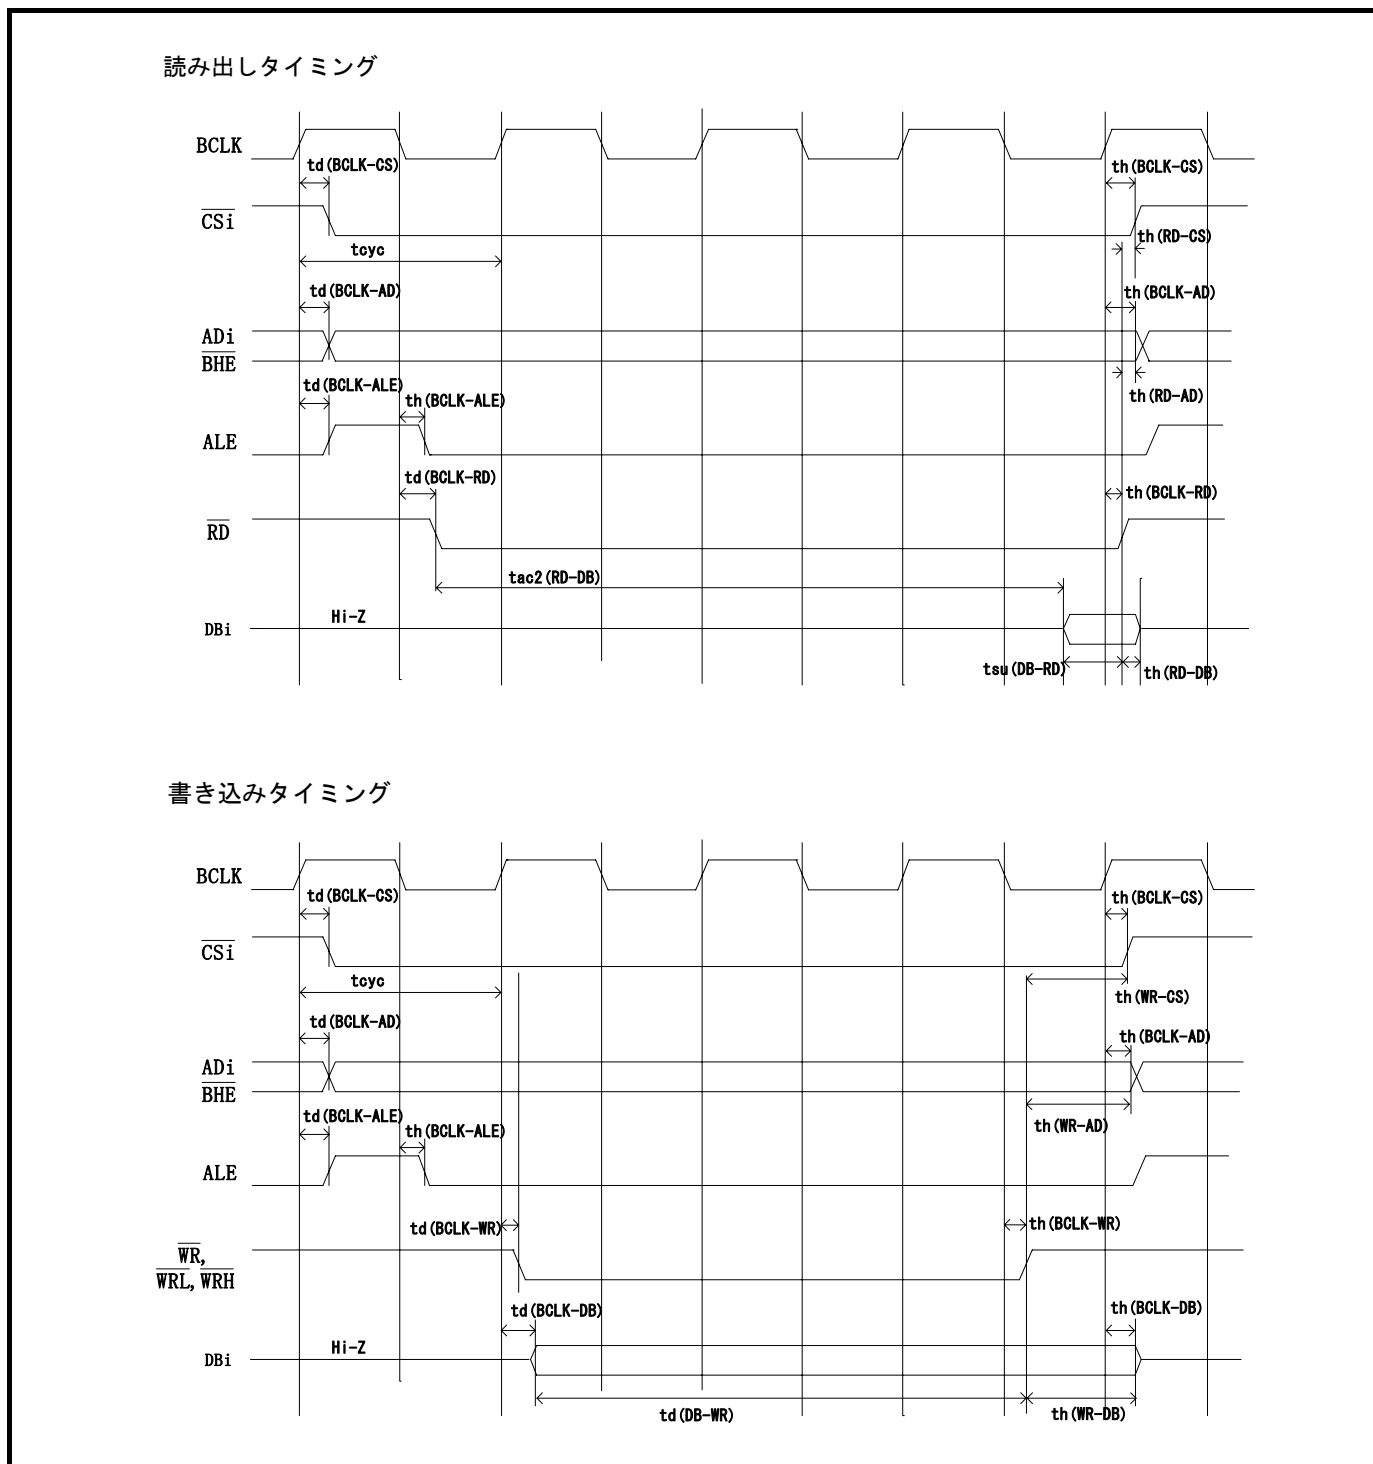 読み出しタイミング
BCLK
td(BCLK-CS)
th(BCLK-CS)
CSi
th(RD-CS)
tcyc
td(BCLK-AD)
th(BCLK-AD)
ADi
BHE
td(BCLK-ALE)
th(BCLK-ALE)
th(RD-AD)
ALE
td(BCLK-RD)
th(BCLK-RD)
RD
tac2(RD-DB)
Hi-Z
DBi
tsu(DB-RD)
th(RD-DB)
書き込みタイミング
BCLK
td(BCLK-CS)
th(BCLK-CS)
CSi
tcyc
th(WR-CS)
td(BCLK-AD)
th(BCLK-AD)
ADi
BHE
td(BCLK-ALE)
th(BCLK-ALE)
th(WR-AD)
ALE
td(BCLK-WR)
th(BCLK-WR)
WR,
WRL, WRH
td(BCLK-DB)
th(BCLK-DB)
Hi-Z
DBi
td(DB-WR)
th(WR-DB)